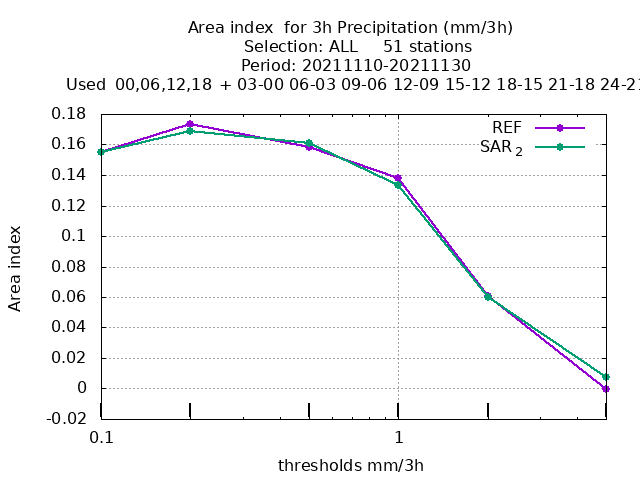 Area index  for 3h Precipitation (mm/3h)
Selection: ALL     51 stations
Period: 20211110-20211130
Used  00,06,12,18  + 03-00 06-03 09-06 12-09 15-12 18-15 21-18 24-21
REF
SAR 2
0.18
0.16
0.14
0.12
0.1
0.08
0.06
0.04
0.02
0
-0.02
Area index
0.1
1
thresholds mm/3h